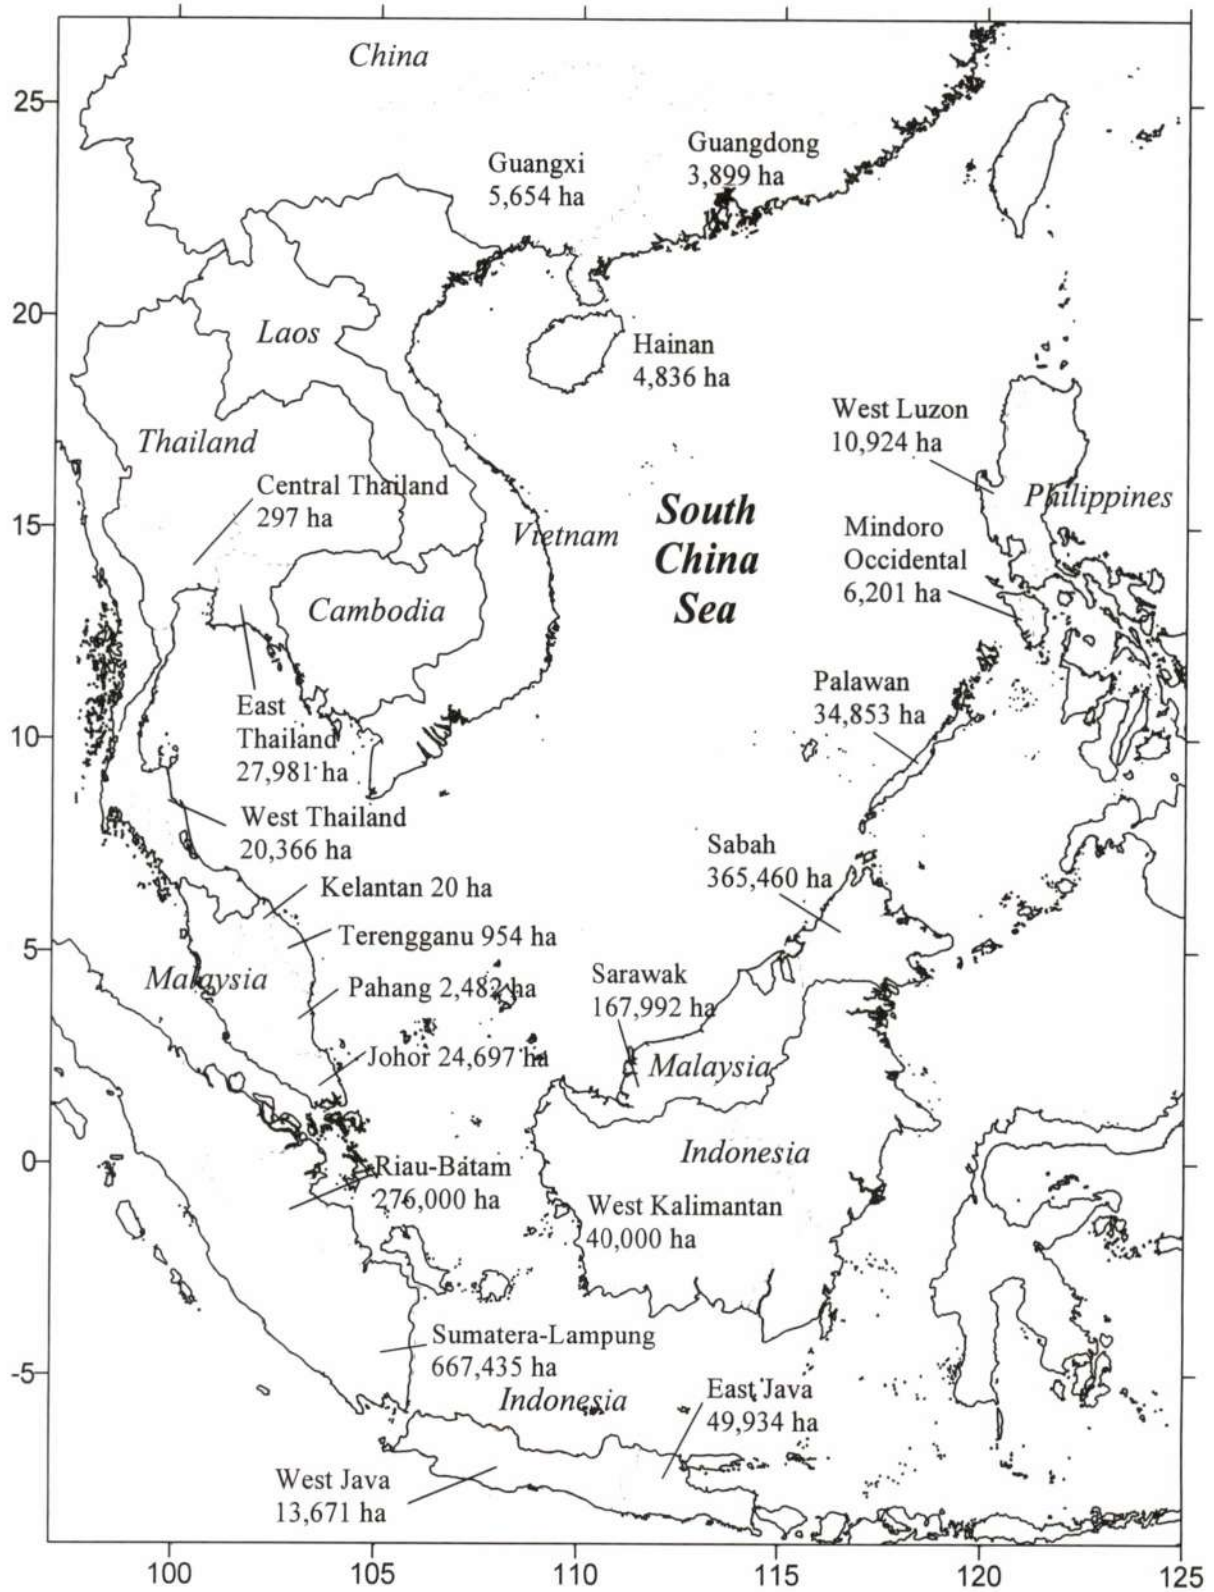 China
25
Guangdong
3,899 ha
Guangxi
5,654 ha
20
Laos
Hainan
4,836 ha
West Luzon
10,924 ha
Thailand
Central Thailand
297 ha
Philippines
15
Vietnam
South
China
Sea
Mindoro
Occidental
6,201 ha
Cambodia
Palawan
34,853 ha
East
Thailand
27,981 ha
10
West Thailand
20,366 ha
Sabah
365,460 ha
Kelantan 20 ha
Terengganu 954 ha
5
Malaysia
Pahang 2,482 ha
Sarawak
167,992 ha
Johor 24,697 ha
Malaysia
0
Riau-Batam
276,000 ha
Indonesia
West Kalimantan
40,000 ha
Sumatera-Lampung
667,435 ha
-5
Indonesia
East Java
49,934 ha
West Java
13,671 ha
100 105 110 115 120 125